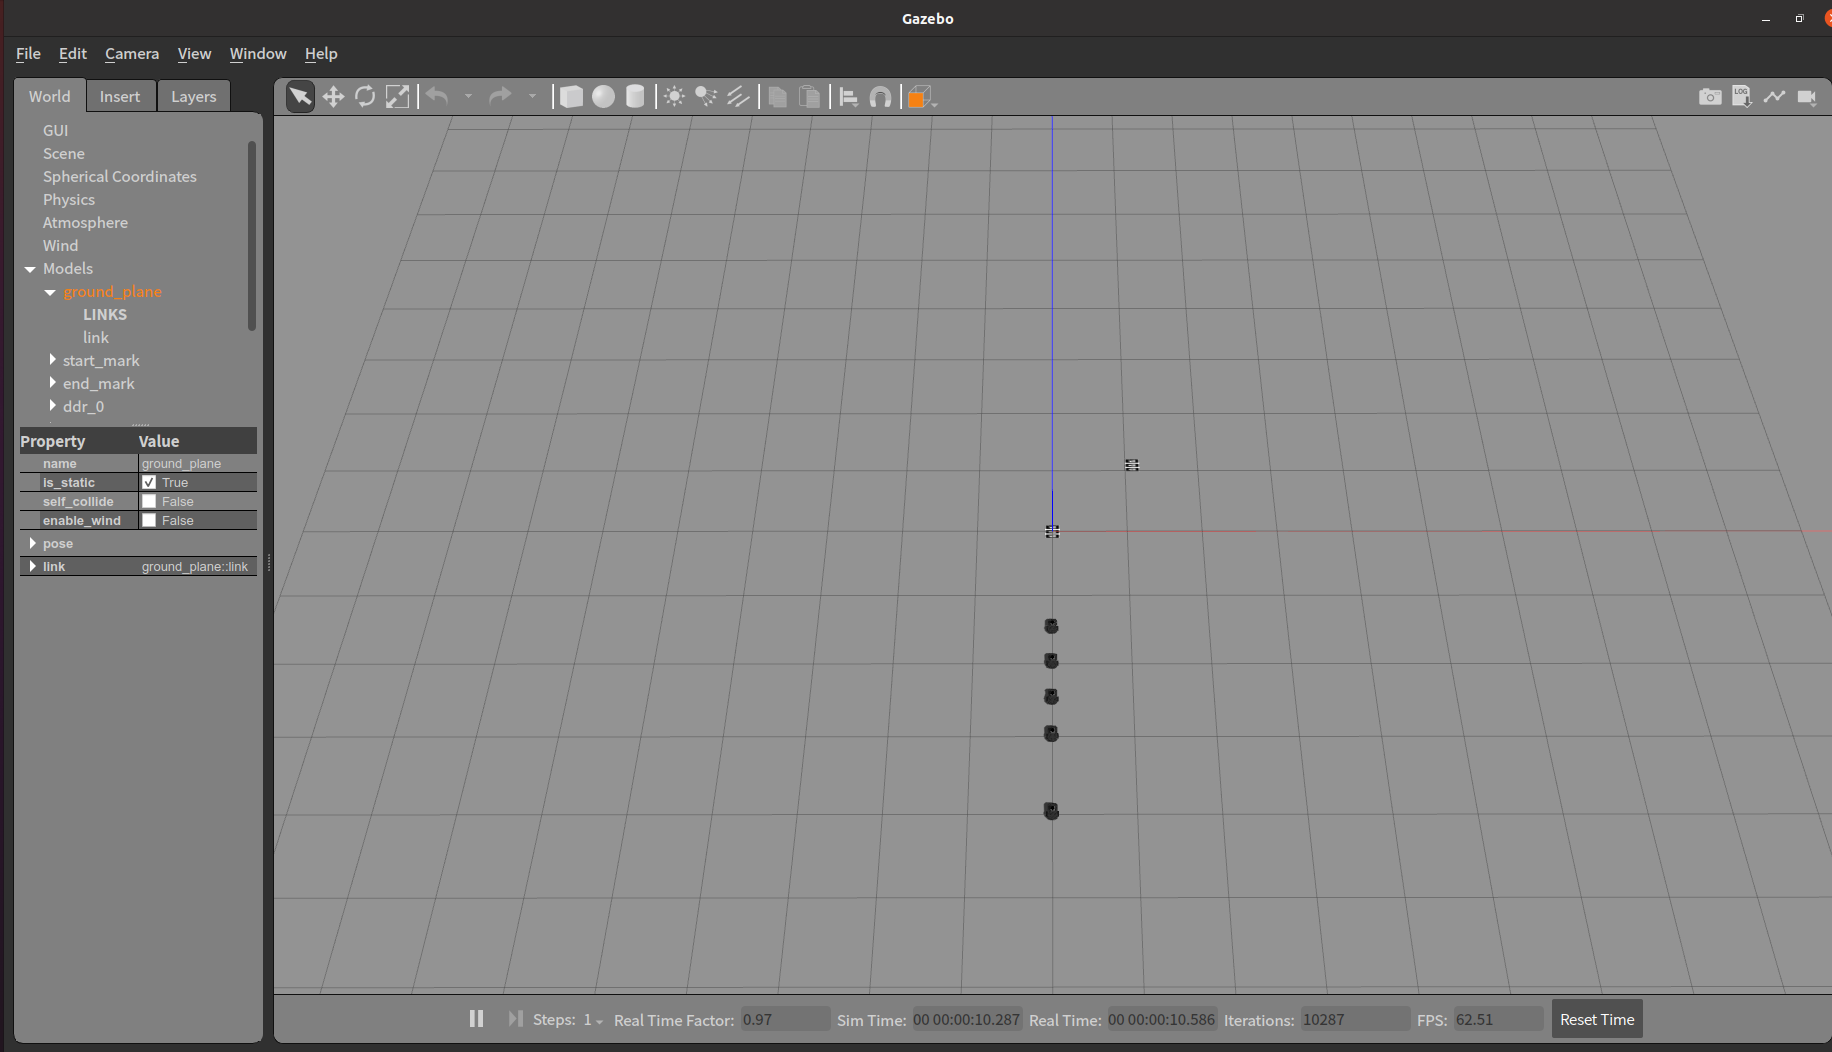 Gazebo
File Edit Camera View Window Help
World Insert Layers
LOG
GUI
Scene
Spherical Coordinates
Physics
Atmosphere
Wind
Models
ground_plane
LINKS
link
start_mark
end_mark
ddr_0
Property Value
name ground_plane
is_static True
self_collide False
enable_wind False
pose
link ground_plane::link
Steps: 1 Real Time Factor: 0.97 Sim Time: 00 00:00:10.287 Real Time: 00 00:00:10.586 Iterations: 10287 FPS: 62.51 Reset Time